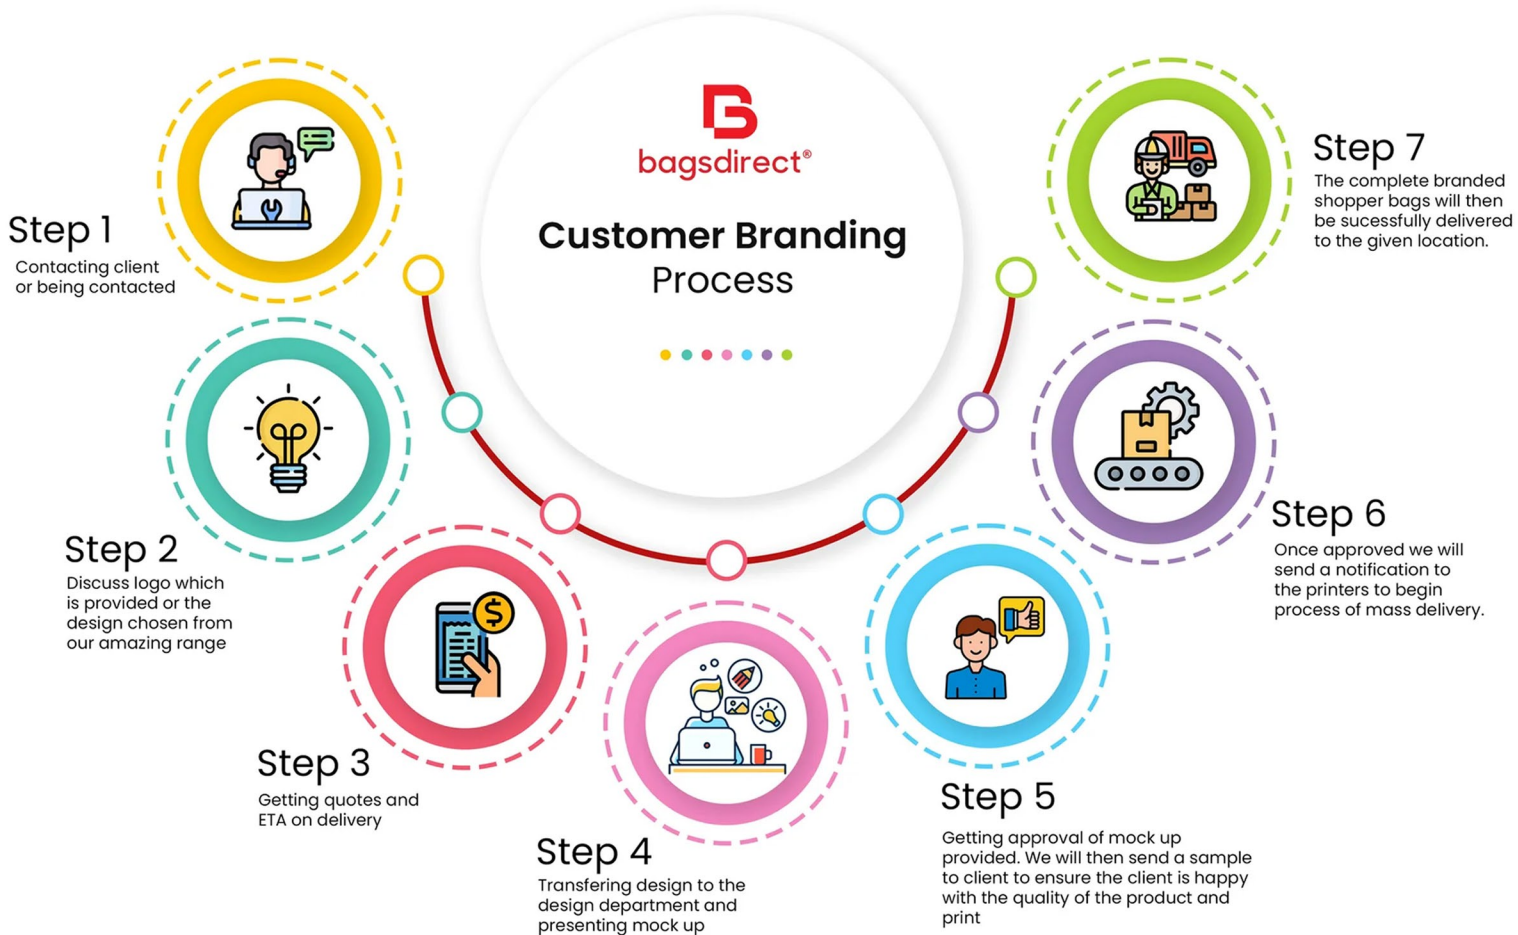 bagsdirect®
Customer Branding
Process
Step 1
Contacting client
or being contacted
Step 2
Discuss logo which
is provided or the
design chosen from
our amazing range
Step 3
Getting quotes and
ETA on delivery
Step 4
Transfering design to the
design department and
presenting mock up
Step 5
Getting approval of mock up
provided. We will then send a sample
to client to ensure the client is happy
with the quality of the product and
print
Step 6
Once approved we will
send a notification to
the printers to begin
process of mass delivery.
Step 7
The complete branded
shopper bags will then
be sucessfully delivered
to the given location.